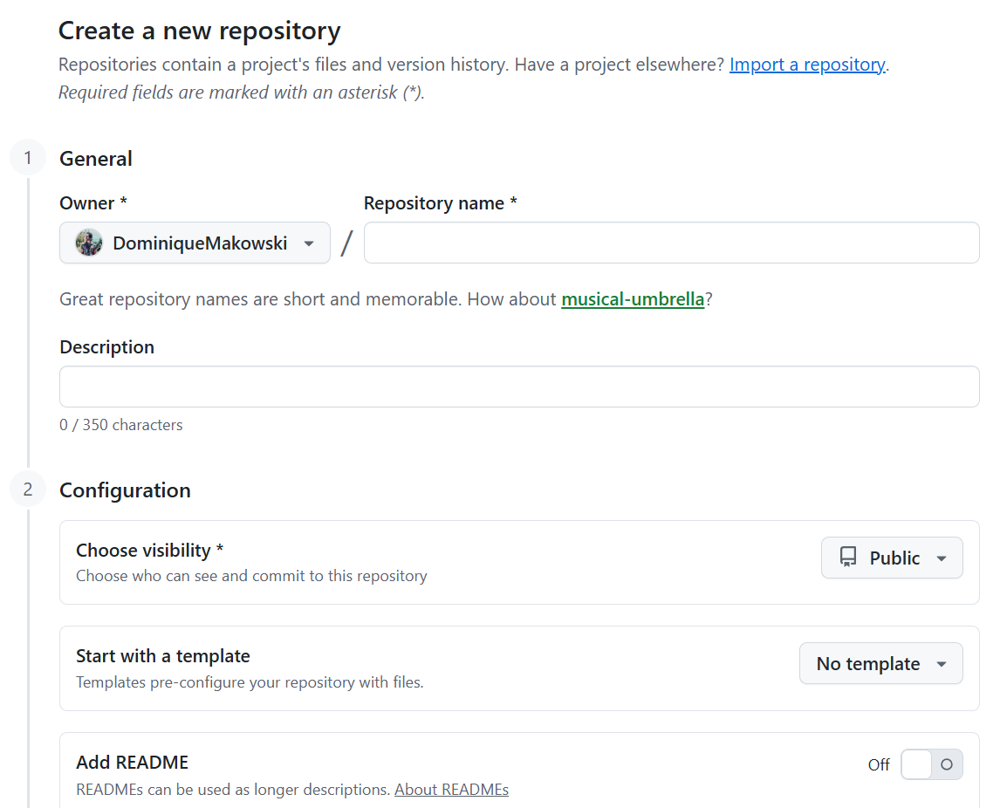 Create a new repository
Repositories contain a project's files and version history. Have a project elsewhere? Import a repository.
Required fields are marked with an asterisk (*).
1 General
Owner * Repository name *
DominiqueMakowski /
Great repository names are short and memorable. How about musical-umbrella?
Description
0 / 350 characters
2 Configuration
Choose visibility * Public
Choose who can see and commit to this repository
Start with a template No template
Templates pre-configure your repository with files.
Add README Off
READMEs can be used as longer descriptions. About READMEs